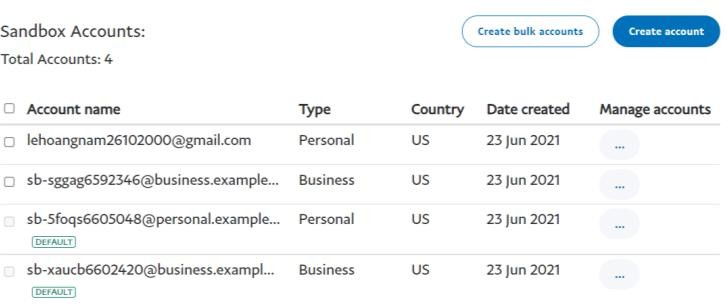 Sandbox Accounts:
Create bulk accounts
Create account
Total Accounts: 4
Account name Type Country Date created Manage accounts
lehoangnam26102000@gmail.com Personal US 23 Jun 2021 ...
sb-sggag6592346@business.example... Business US 23 Jun 2021 ...
sb-5foqs6605048@personal.example... Personal US 23 Jun 2021 ...
DEFAULT
sb-xaucb6602420@business.exampl... Business US 23 Jun 2021 ...
DEFAULT